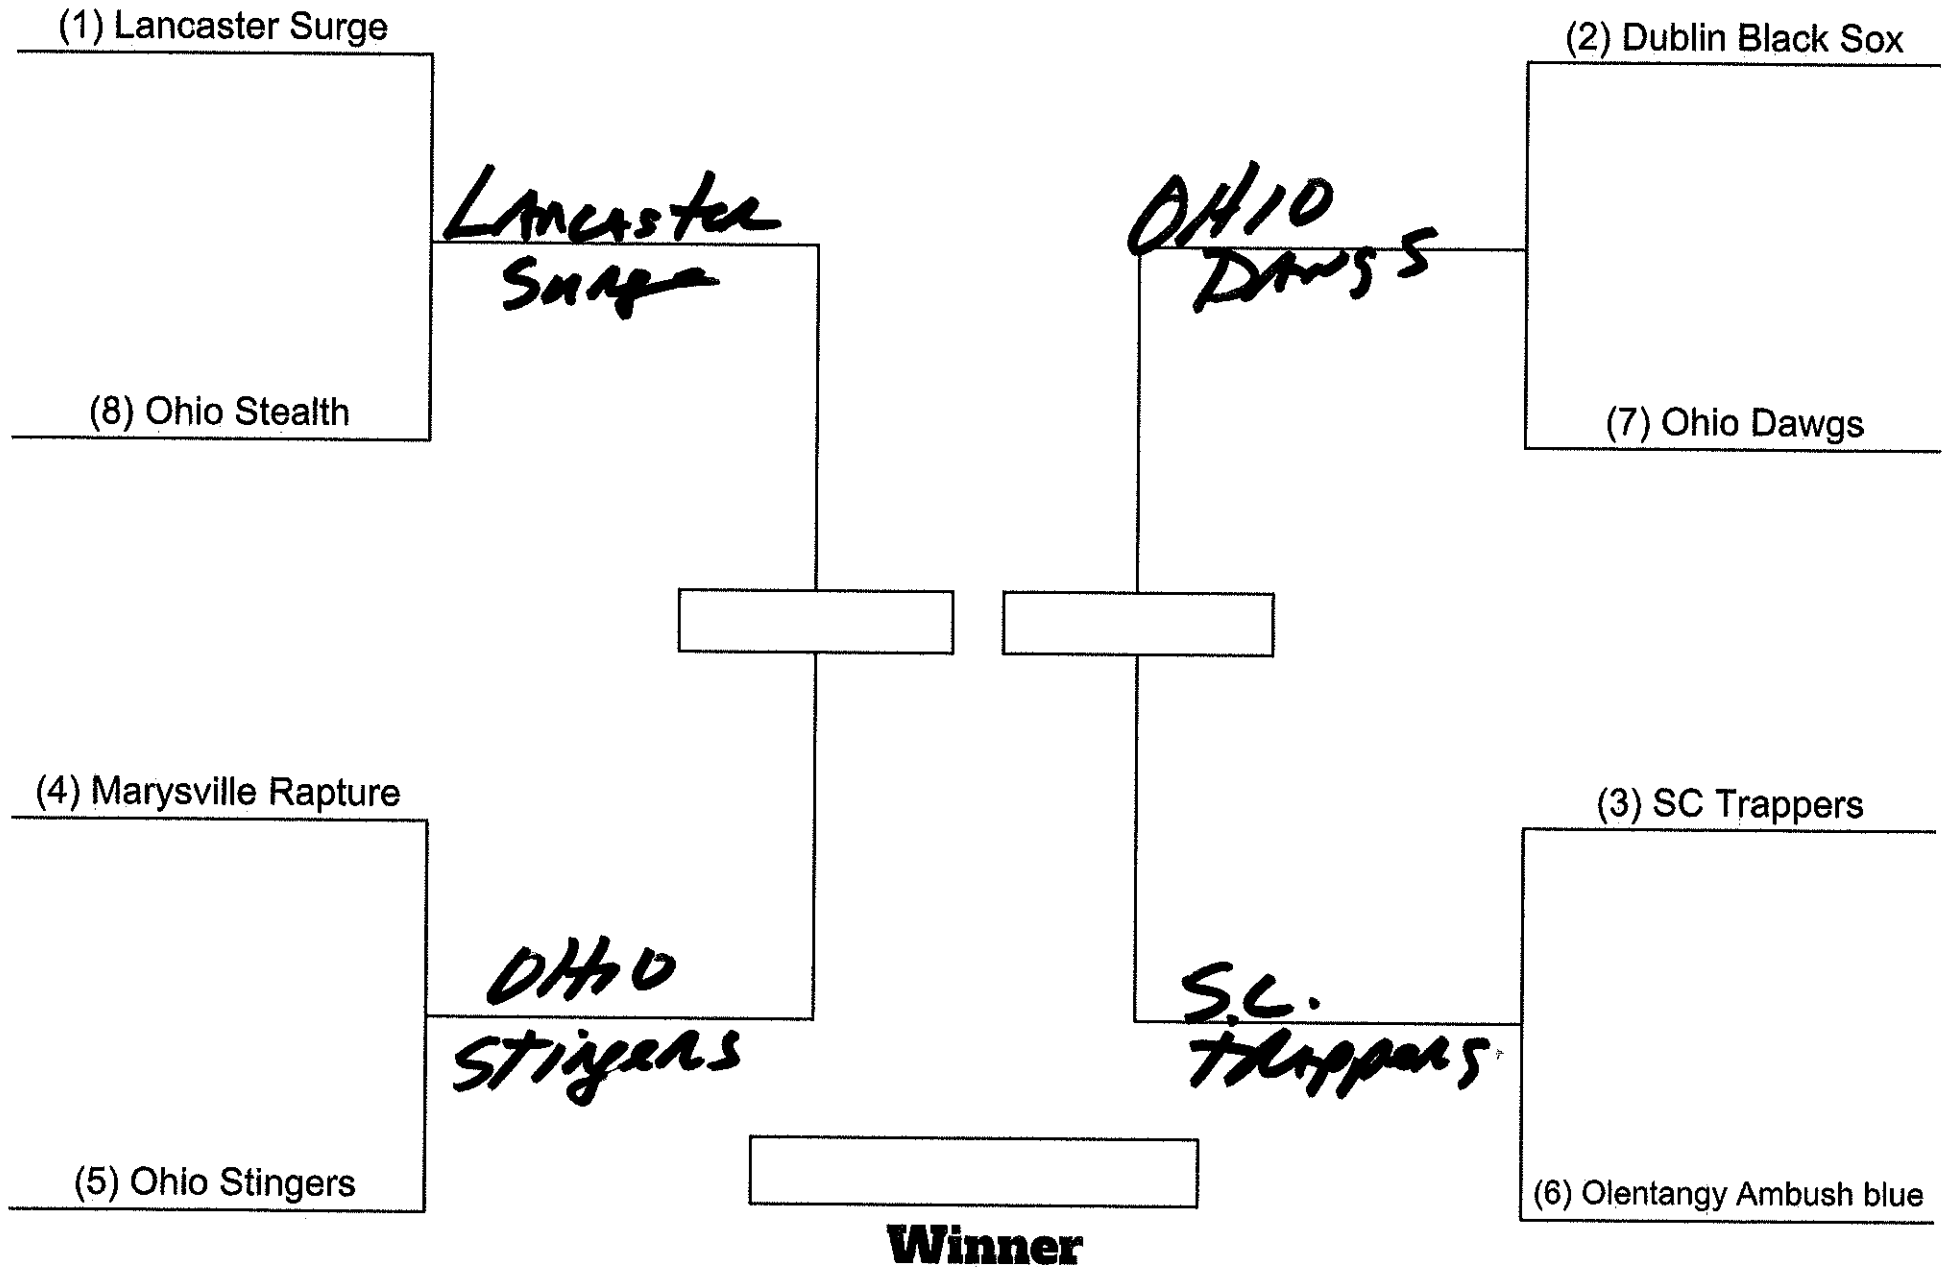 (1) Lancaster Surge
(2) Dublin Black Sox
Lancaster
Surge
OHIO
DAWGS
(8) Ohio Stealth
(7) Ohio Dawgs
(4) Marysville Rapture
(3) SC Trappers
OHIO
Stingers
S.C.
trappers
(5) Ohio Stingers
(6) Olentangy Ambush blue
Winner